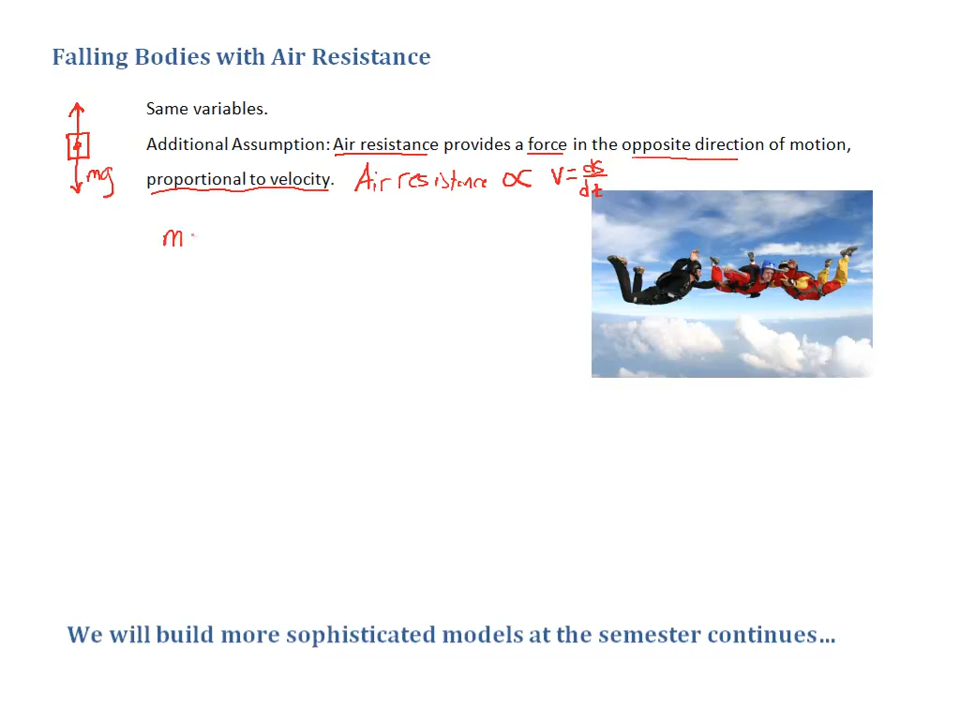 Falling Bodies with Air Resistance
Same variables.
Additional Assumption: Air resistance provides a force in the opposite direction of motion,
mg
proportional to velocity. Air resistance ∝ v = ds/dt
m
We will build more sophisticated models at the semester continues…